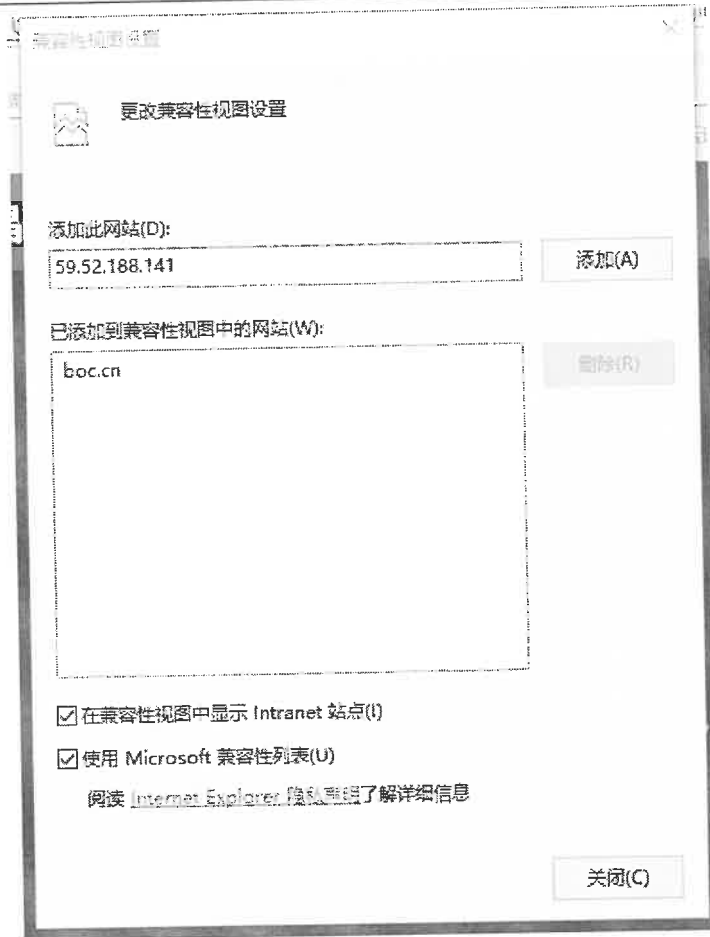 兼容性视图设置
更改兼容性视图设置
添加此网站(D):
59.52.188.141
添加(A)
已添加到兼容性视图中的网站(W):
boc.cn
删除(R)
在兼容性视图中显示 Intranet 站点(I)
使用 Microsoft 兼容性列表(U)
阅读 Internet Explorer 隐私声明了解详细信息
关闭(C)